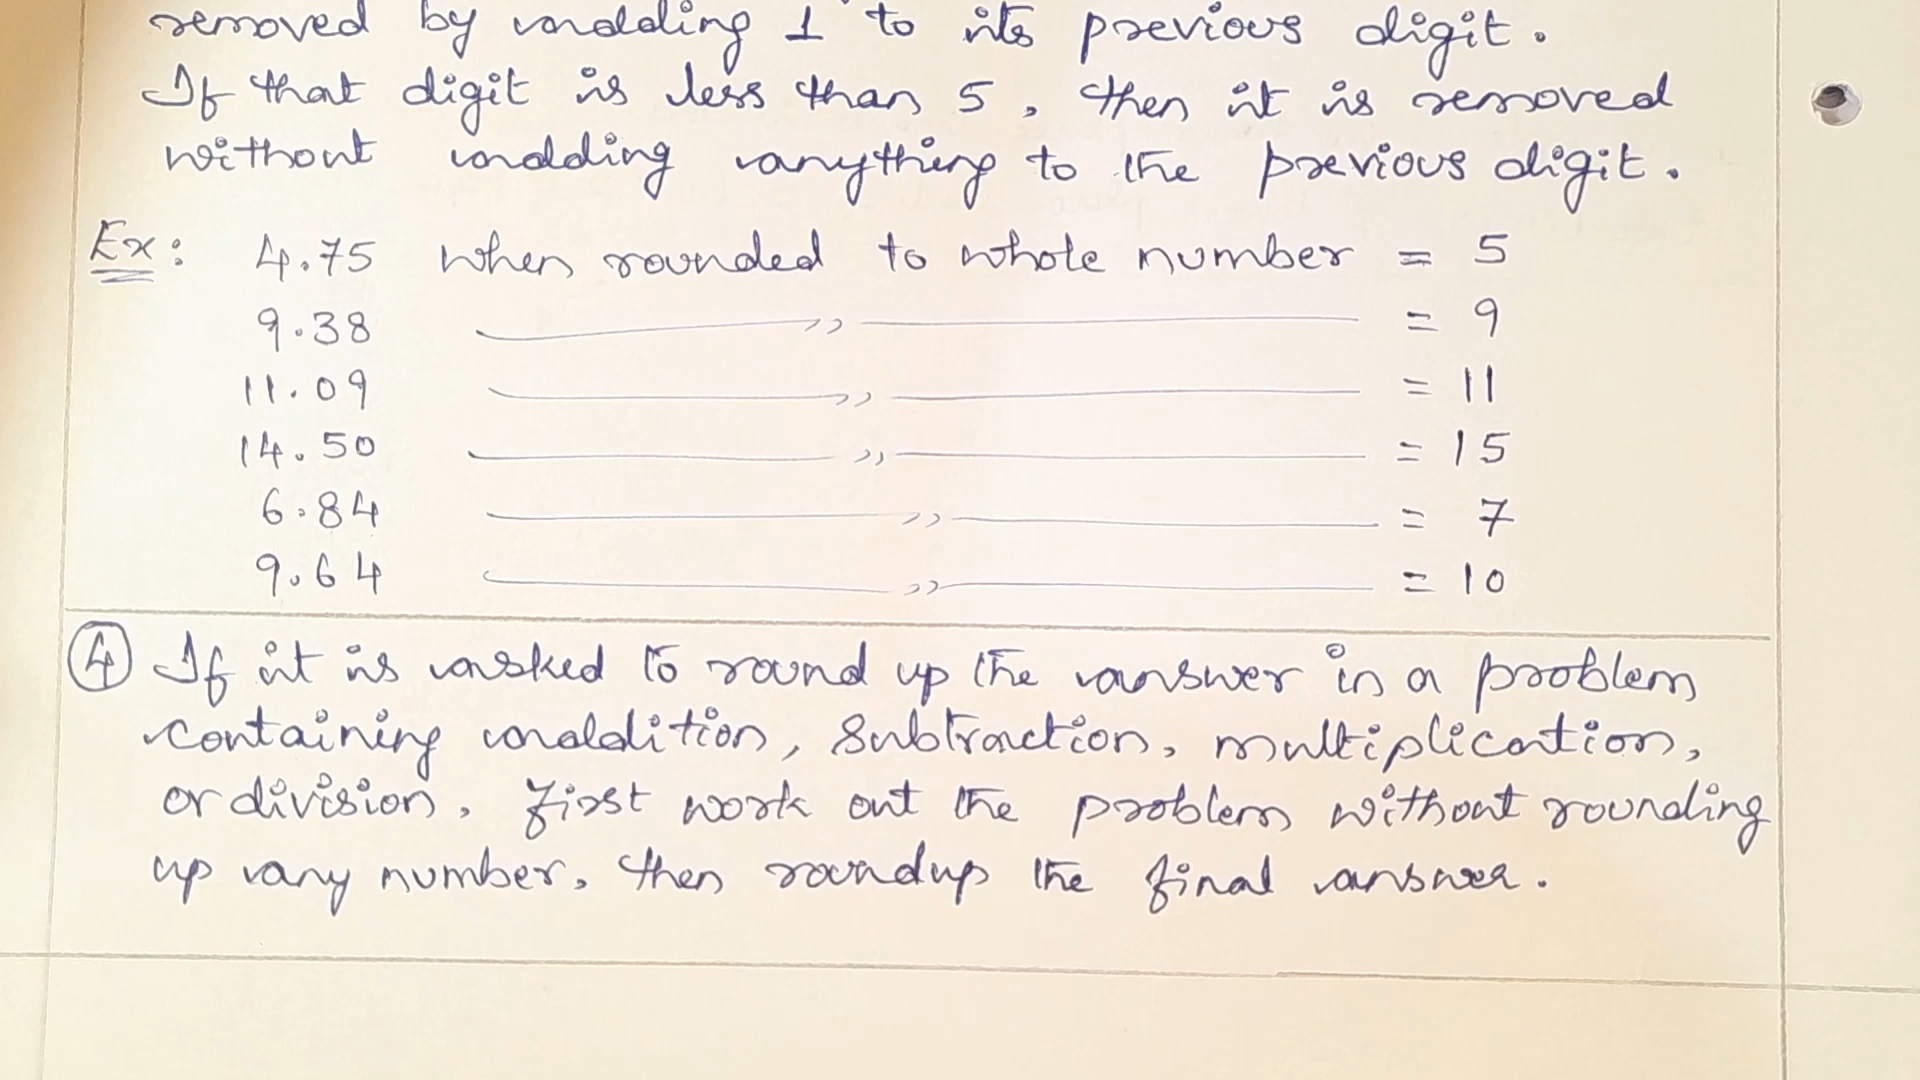 removed by adding 1 to its previous digit.
If that digit is less than 5, then it is removed
without adding anything to the previous digit.
Ex: 4.75 when rounded to whole number = 5
9.38 ——— ,, ——— = 9
11.09 ——— ,, ——— = 11
14.50 ——— ,, ——— = 15
6.84 ——— ,, ——— = 7
9.64 ——— ,, ——— = 10
4 If it is asked to round up the answer in a problem
containing addition, subtraction, multiplication,
or division, first work out the problem without rounding
up any number, then roundup the final answer.